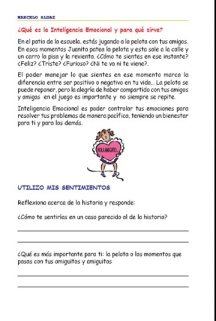 MARICELO ALDAZ
¿Qué es la Inteligencia Emocional y para qué sirve?
En el patio de la escuela, estás jugando a la pelota con tus amigos.
En esos momentos Juanito patea la pelota y esta sale a la calle y
un carro la pisa y la revienta. ¿Cómo te sientes en ese instante?
¿Feliz? ¿Triste? ¿Furioso? ¿Ni te va ni te viene?.
El poder manejar lo que sientes en ese momento marca la
diferencia entre ser positivo o negativo en tu vida... La pelota se
puede reponer, pero la alegría de haber compartido con tus amigos
y amigas en el juego es importante y no siempre se repite.
Inteligencia Emocional es poder controlar tus emociones para
resolver tus problemas de manera pacífica, teniendo un bienestar
para ti y para los demás.
UTILIZO MIS SENTIMIENTOS
Reflexiono acerca de la historia y responde:
¿Cómo te sentirías en un caso parecido al de la historia?
¿Qué es más importante para ti: la pelota o los momentos que
pasas con tus amiguitos y amiguitas